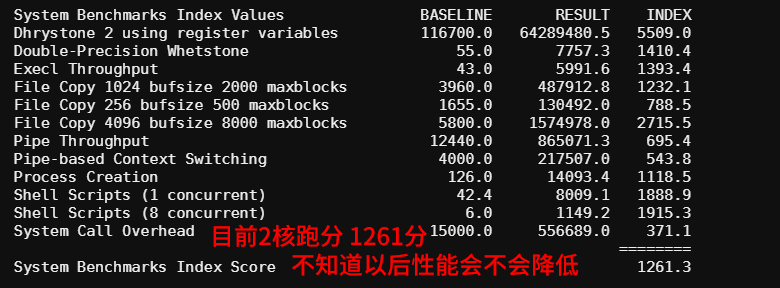 System Benchmarks Index Values BASELINE RESULT INDEX
Dhrystone 2 using register variables 116700.0 64289480.5 5509.0
Double-Precision Whetstone 55.0 7757.3 1410.4
Execl Throughput 43.0 5991.6 1393.4
File Copy 1024 bufsize 2000 maxblocks 3960.0 487912.8 1232.1
File Copy 256 bufsize 500 maxblocks 1655.0 130492.0 788.5
File Copy 4096 bufsize 8000 maxblocks 5800.0 1574978.0 2715.5
Pipe Throughput 12440.0 865071.3 695.4
Pipe-based Context Switching 4000.0 217507.0 543.8
Process Creation 126.0 14093.4 1118.5
Shell Scripts (1 concurrent) 42.4 8009.1 1888.9
Shell Scripts (8 concurrent) 6.0 1149.2 1915.3
System Call Overhead 15000.0 556689.0 371.1
目前2核跑分 1261分
========
System Benchmarks Index Score 1261.3
不知道以后性能会不会降低